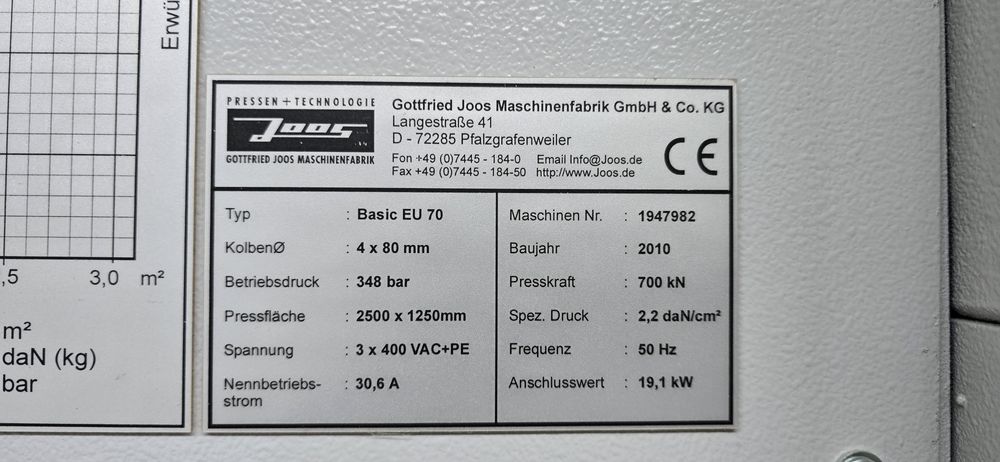 Erwü
,5
3,0 m²
m²
daN (kg)
bar
PRESSEN + TECHNOLOGIE
Joos
GOTTFRIED JOOS MASCHINENFABRIK
Gottfried Joos Maschinenfabrik GmbH & Co. KG
Langestraße 41
D - 72285 Pfalzgrafenweiler
Fon +49 (0)7445 - 184-0 Email Info@Joos.de
Fax +49 (0)7445 - 184-50 http://www.Joos.de
CE
Typ : Basic EU 70
KolbenØ : 4 x 80 mm
Betriebsdruck : 348 bar
Pressfläche : 2500 x 1250mm
Spannung : 3 x 400 VAC+PE
Nennbetriebs- : 30,6 A
strom
Maschinen Nr. : 1947982
Baujahr : 2010
Presskraft : 700 kN
Spez. Druck : 2,2 daN/cm²
Frequenz : 50 Hz
Anschlusswert : 19,1 kW